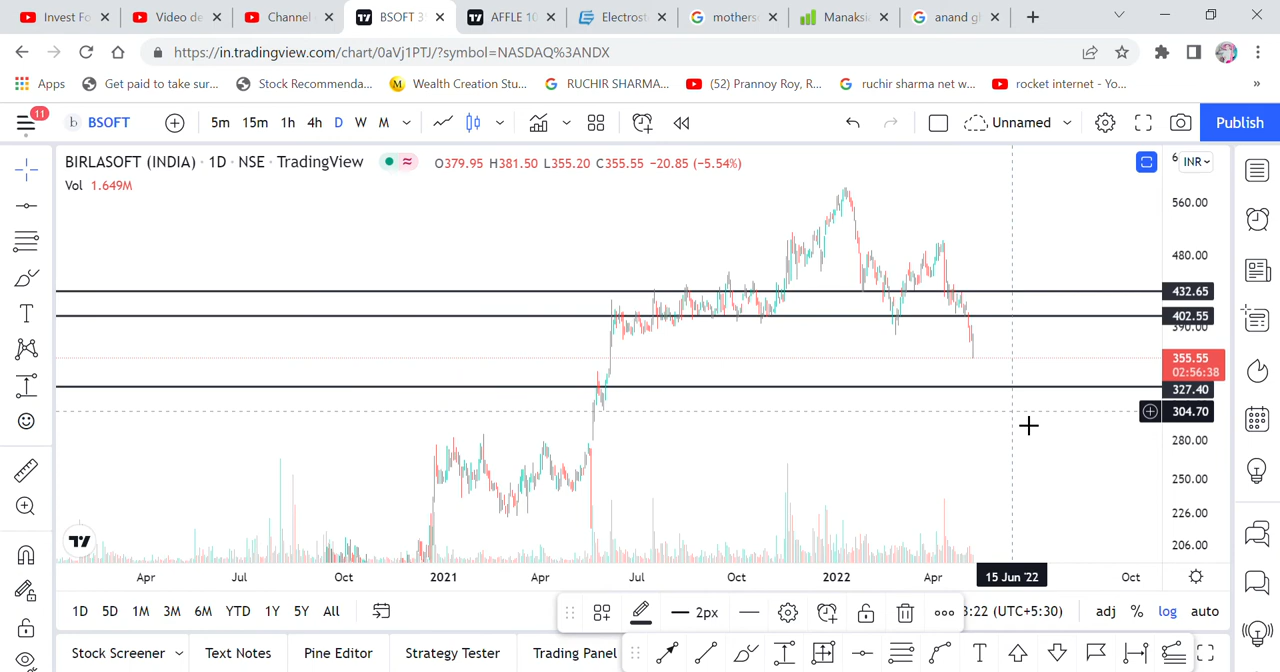 Invest Fo
Video de
Channel
BSOFT 3
AFFLE 10
Electrost
mothers
Manaksi
anand gh
https://in.tradingview.com/chart/0aVj1PTJ/?symbol=NASDAQ%3ANDX
Apps
Get paid to take sur...
Stock Recommenda...
M Wealth Creation Stu...
RUCHIR SHARMA...
(52) Prannoy Roy, R...
ruchir sharma net w...
rocket internet - Yo...
»
11
b BSOFT
5m 15m 1h 4h D W M
Unnamed
Publish
BIRLASOFT (INDIA) · 1D · NSE · TradingView
O379.95 H381.50 L355.20 C355.55 −20.85 (−5.54%)
Vol 1.649M
6
INR
560.00
480.00
432.65
402.55
390.00
355.55
02:56:38
327.40
304.70
280.00
250.00
226.00
206.00
Apr Jul Oct 2021 Apr Jul Oct 2022 Apr 15 Jun '22 Oct
1D 5D 1M 3M 6M YTD 1Y 5Y All
2px
3:22 (UTC+5:30)
adj % log auto
Stock Screener
Text Notes
Pine Editor
Strategy Tester
Trading Panel